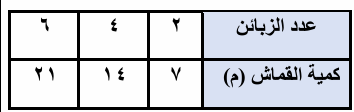 عدد الزبائن ٢ ٤ ٦
كمية القماش (م) ٧ ١٤ ٢١